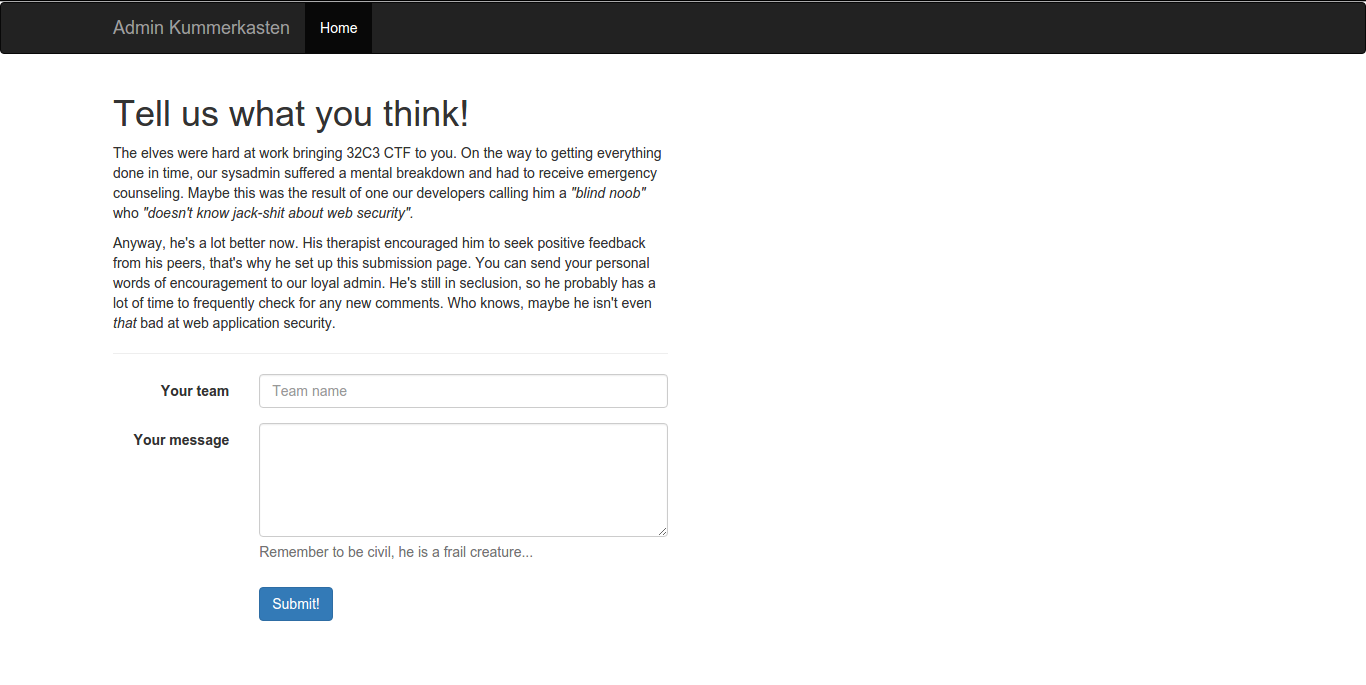 Admin Kummerkasten Home
Tell us what you think!
The elves were hard at work bringing 32C3 CTF to you. On the way to getting everything
done in time, our sysadmin suffered a mental breakdown and had to receive emergency
counseling. Maybe this was the result of one our developers calling him a "blind noob"
who "doesn't know jack-shit about web security".
Anyway, he's a lot better now. His therapist encouraged him to seek positive feedback
from his peers, that's why he set up this submission page. You can send your personal
words of encouragement to our loyal admin. He's still in seclusion, so he probably has a
lot of time to frequently check for any new comments. Who knows, maybe he isn't even
that bad at web application security.
Your team Team name
Your message
Remember to be civil, he is a frail creature...
Submit!